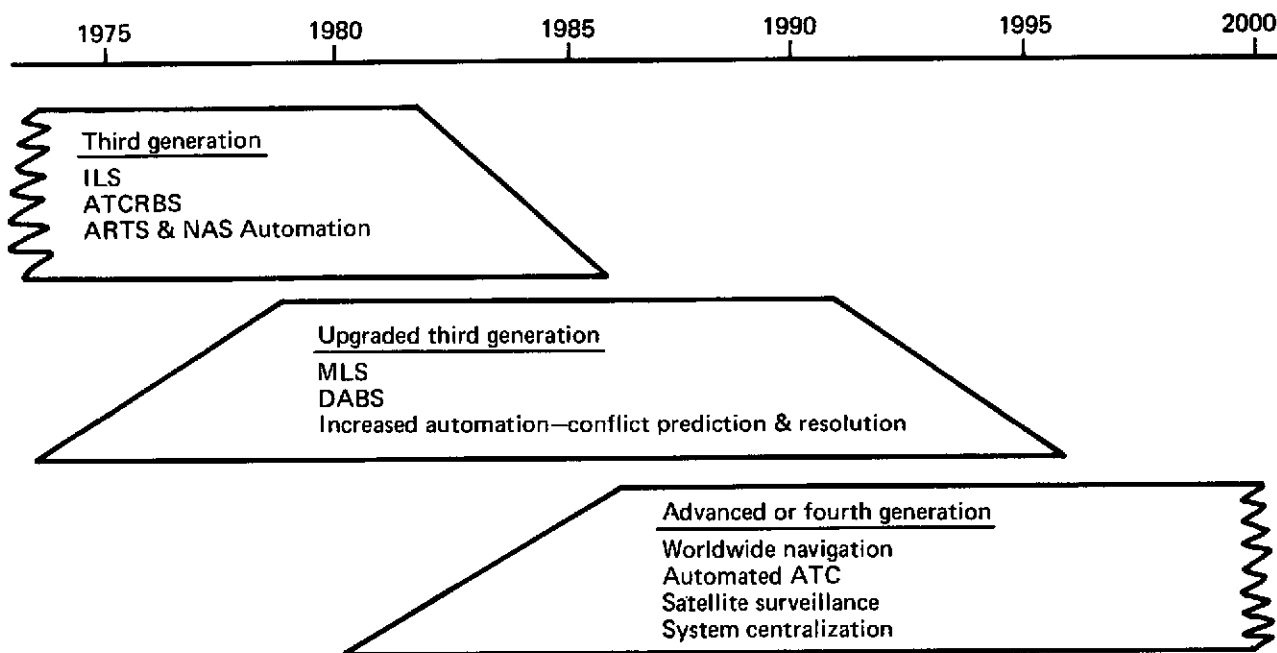 1975 1980 1985 1990 1995 2000
Third generation
ILS
ATCRBS
ARTS & NAS Automation
Upgraded third generation
MLS
DABS
Increased automation—conflict prediction & resolution
Advanced or fourth generation
Worldwide navigation
Automated ATC
Satellite surveillance
System centralization